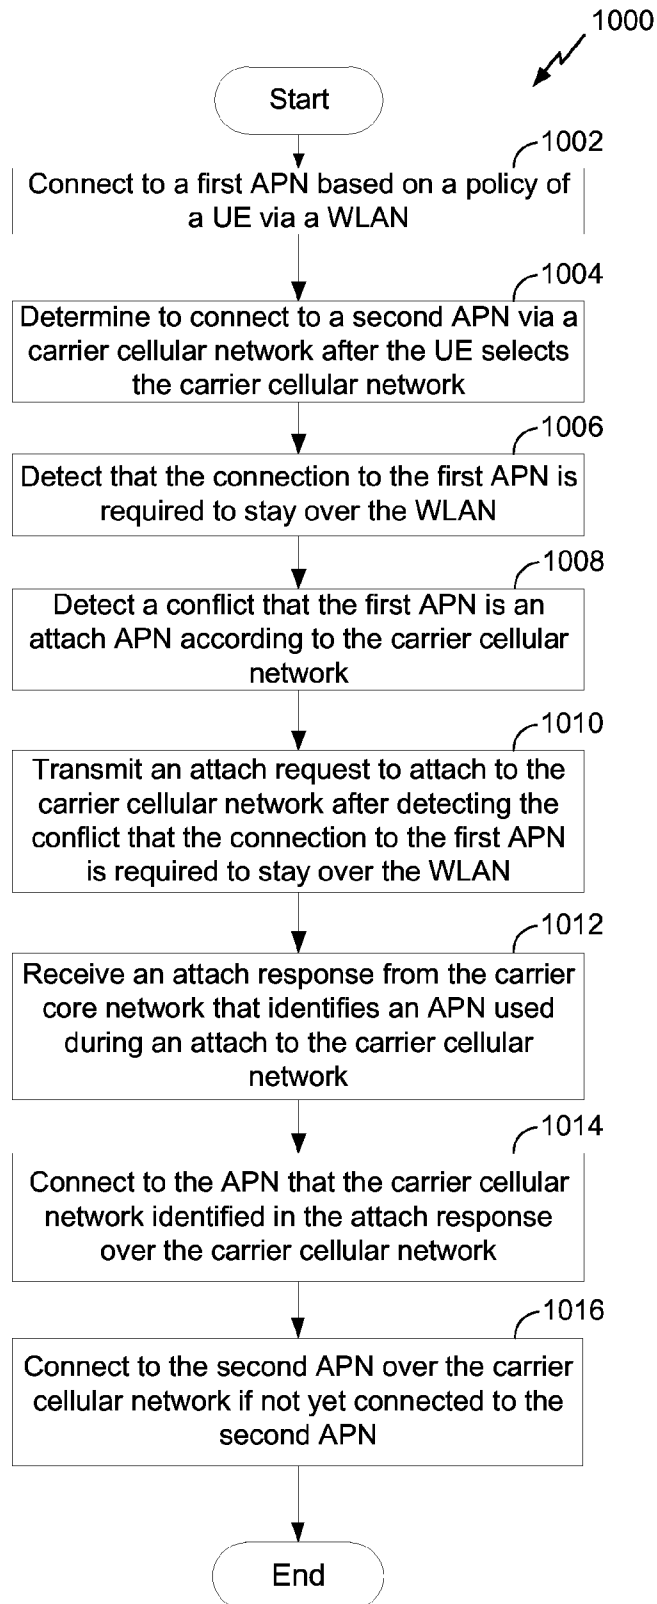 1000
Start
1002
Connect to a first APN based on a policy of
a UE via a WLAN
1004
Determine to connect to a second APN via a
carrier cellular network after the UE selects
the carrier cellular network
1006
Detect that the connection to the first APN is
required to stay over the WLAN
1008
Detect a conflict that the first APN is an
attach APN according to the carrier cellular
network
1010
Transmit an attach request to attach to the
carrier cellular network after detecting the
conflict that the connection to the first APN
is required to stay over the WLAN
1012
Receive an attach response from the carrier
core network that identifies an APN used
during an attach to the carrier cellular
network
1014
Connect to the APN that the carrier cellular
network identified in the attach response
over the carrier cellular network
1016
Connect to the second APN over the carrier
cellular network if not yet connected to the
second APN
End